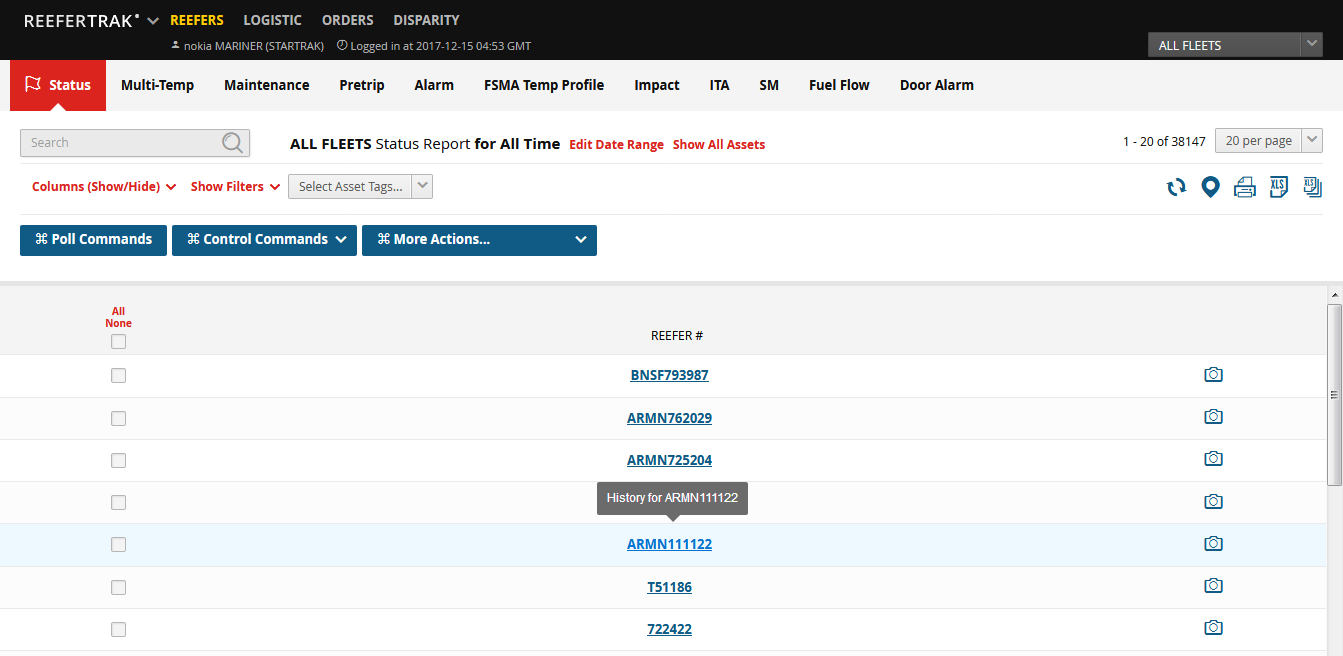 REEFERTRAK REEFERS LOGISTIC ORDERS DISPARITY
nokia MARINER (STARTRAK) Logged in at 2017-12-15 04:53 GMT
ALL FLEETS
Status Multi-Temp Maintenance Pretrip Alarm FSMA Temp Profile Impact ITA SM Fuel Flow Door Alarm
Search ALL FLEETS Status Report for All Time Edit Date Range Show All Assets 1 - 20 of 38147 20 per page
Columns (Show/Hide) Show Filters Select Asset Tags... XLS XLS
⌘ Poll Commands ⌘ Control Commands ⌘ More Actions...
All
None
REEFER #
BNSF793987
ARMN762029
ARMN725204
History for ARMN111122
ARMN111122
T51186
722422